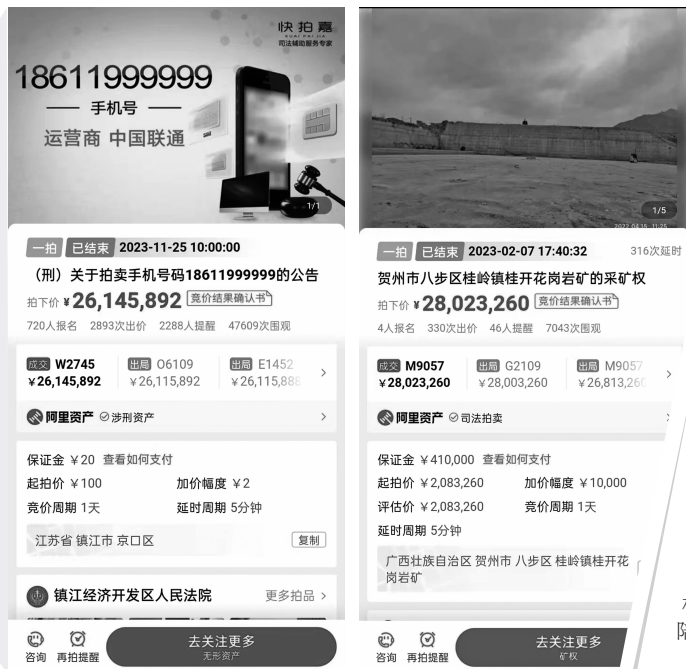 快拍嘉
KUAI PAI JIA
司法辅助服务专家
18611999999
手机号
运营商 中国联通
1/1
一拍 已结束 2023-11-25 10:00:00
（刑）关于拍卖手机号码18611999999的公告
拍下价 ¥26,145,892 竞价结果确认书
720人报名 2893次出价 2288人提醒 47609次围观
成交 W2745 出局 O6109 出局 E1452
¥26,145,892 ¥26,115,892 ¥26,115,888
阿里资产 涉刑资产
保证金 ¥20 查看如何支付
起拍价 ¥100 加价幅度 ¥2
竞价周期 1天 延时周期 5分钟
江苏省 镇江市 京口区 复制
镇江经济开发区人民法院 更多拍品
咨询 再拍提醒 去关注更多
无形资产
1/5
2022.04.15 11:25
一拍 已结束 2023-02-07 17:40:32 316次延时
贺州市八步区桂岭镇桂开花岗岩矿的采矿权
拍下价 ¥28,023,260 竞价结果确认书
4人报名 330次出价 46人提醒 7043次围观
成交 M9057 出局 G2109 出局 M9057
¥28,023,260 ¥28,003,260 ¥26,813,260
阿里资产 司法拍卖
保证金 ¥410,000 查看如何支付
起拍价 ¥2,083,260 加价幅度 ¥10,000
评估价 ¥2,083,260 竞价周期 1天
延时周期 5分钟
广西壮族自治区 贺州市 八步区 桂岭镇桂开花
岗岩矿
咨询 再拍提醒 去关注更多
矿权